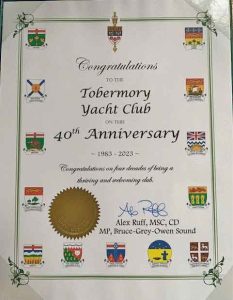 Congratulations
TO THE
Tobermory
Yacht Club
ON THIS
40th Anniversary
~ 1983 - 2023 ~
Congratulations on four decades of being a
thriving and welcoming club.
Alex Ruff, MSC, CD
MP, Bruce-Grey-Owen Sound